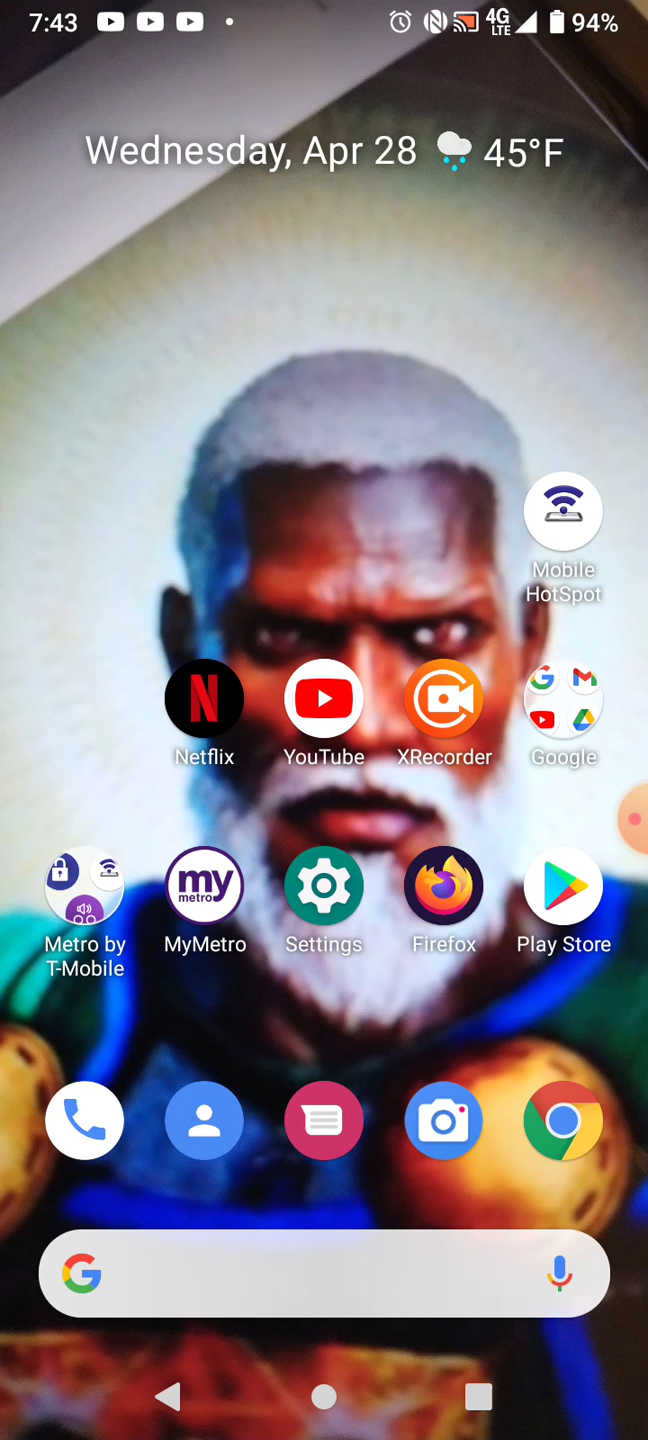 7:43
4G
LTE
94%
Wednesday, Apr 28
45°F
Mobile
HotSpot
N
Netflix
YouTube
XRecorder
G M
Google
Metro by
T-Mobile
my
metro
MyMetro
Settings
Firefox
Play Store
G